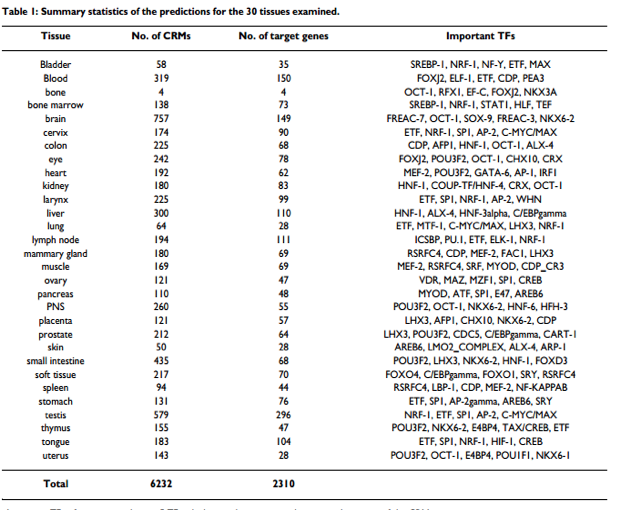 Table 1: Summary statistics of the predictions for the 30 tissues examined.
Tissue No. of CRMs No. of target genes Important TFs
Bladder 58 35 SREBP-1, NRF-1, NF-Y, ETF, MAX
Blood 319 150 FOXJ2, ELF-1, ETF, CDP, PEA3
bone 4 4 OCT-1, RFX1, EF-C, FOXJ2, NKX3A
bone marrow 138 73 SREBP-1, NRF-1, STAT1, HLF, TEF
brain 757 149 FREAC-7, OCT-1, SOX-9, FREAC-3, NKX6-2
cervix 174 90 ETF, NRF-1, SP1, AP-2, C-MYC/MAX
colon 225 68 CDP, AFP1, HNF-1, OCT-1, ALX-4
eye 242 78 FOXJ2, POU3F2, OCT-1, CHX10, CRX
heart 192 62 MEF-2, POU3F2, GATA-6, AP-1, IRF1
kidney 180 83 HNF-1, COUP-TF/HNF-4, CRX, OCT-1
larynx 225 99 ETF, SP1, NRF-1, AP-2, WHN
liver 300 110 HNF-1, ALX-4, HNF-3alpha, C/EBPgamma
lung 64 28 ETF, MTF-1, C-MYC/MAX, LHX3, NRF-1
lymph node 194 111 ICSBP, PU.1, ETF, ELK-1, NRF-1
mammary gland 180 69 RSRFC4, CDP, MEF-2, FAC1, LHX3
muscle 169 69 MEF-2, RSRFC4, SRF, MYOD, CDP_CR3
ovary 121 47 VDR, MAZ, MZF1, SP1, CREB
pancreas 110 48 MYOD, ATF, SP1, E47, AREB6
PNS 260 55 POU3F2, OCT-1, NKX6-2, HNF-6, HFH-3
placenta 121 57 LHX3, AFP1, CHX10, NKX6-2, CDP
prostate 212 64 LHX3, POU3F2, CDC5, C/EBPgamma, CART-1
skin 50 28 AREB6, LMO2_COMPLEX, ALX-4, ARP-1
small intestine 435 68 POU3F2, LHX3, NKX6-2, HNF-1, FOXD3
soft tissue 217 70 FOXO4, C/EBPgamma, FOXO1, SRY, RSRFC4
spleen 94 44 RSRFC4, LBP-1, CDP, MEF-2, NF-KAPPAB
stomach 131 76 ETF, SP1, AP-2gamma, AREB6, SRY
testis 579 296 NRF-1, ETF, SP1, AP-2, C-MYC/MAX
thymus 155 47 POU3F2, NKX6-2, E4BP4, TAX/CREB, ETF
tongue 183 104 ETF, SP1, NRF-1, HIF-1, CREB
uterus 143 28 POU3F2, OCT-1, E4BP4, POU1F1, NKX6-1
Total 6232 2310